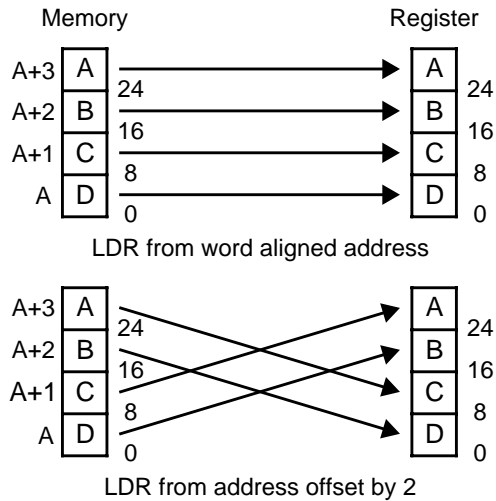 Memory Register
A+3 A A
24 24
A+2 B B
16 16
A+1 C C
8 8
A D D
0 0
LDR from word aligned address
A+3 A A
24 24
A+2 B B
16 16
A+1 C C
8 8
A D D
0 0
LDR from address offset by 2